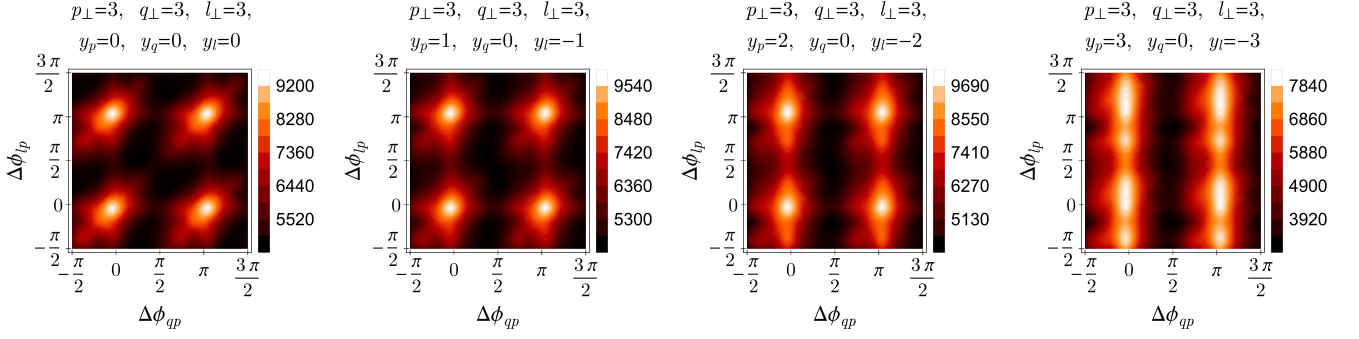 p⊥=3, q⊥=3, l⊥=3,
yp=0, yq=0, yl=0
3π/2
π
π/2
0
−π/2
Δϕlp
−π/2 0 π/2 π 3π/2
Δϕqp
9200
8280
7360
6440
5520
p⊥=3, q⊥=3, l⊥=3,
yp=1, yq=0, yl=−1
3π/2
π
π/2
0
−π/2
Δϕlp
−π/2 0 π/2 π 3π/2
Δϕqp
9540
8480
7420
6360
5300
p⊥=3, q⊥=3, l⊥=3,
yp=2, yq=0, yl=−2
3π/2
π
π/2
0
−π/2
Δϕlp
−π/2 0 π/2 π 3π/2
Δϕqp
9690
8550
7410
6270
5130
p⊥=3, q⊥=3, l⊥=3,
yp=3, yq=0, yl=−3
3π/2
π
π/2
0
−π/2
Δϕlp
−π/2 0 π/2 π 3π/2
Δϕqp
7840
6860
5880
4900
3920